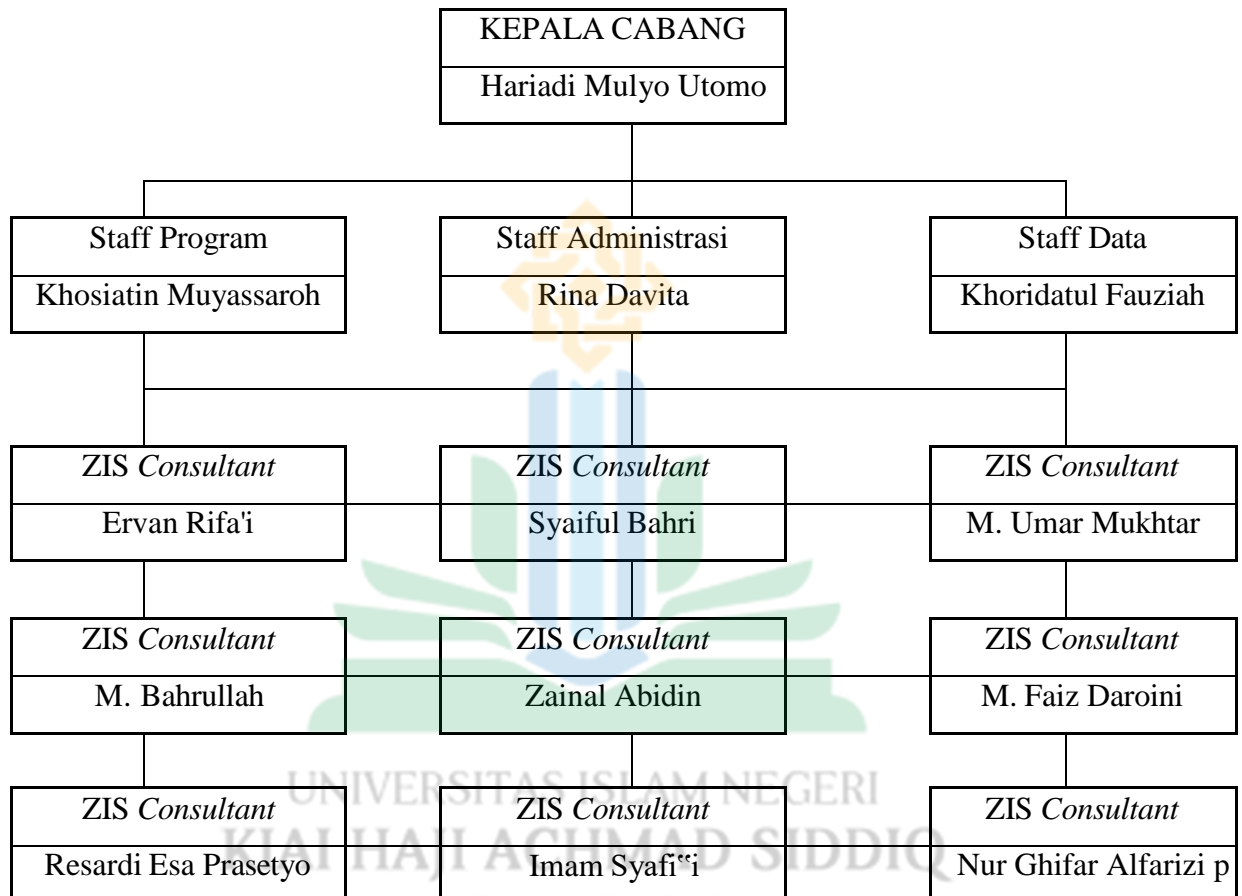 KEPALA CABANG
Hariadi Mulyo Utomo
Staff Program
Khosiatin Muyassaroh
Staff Administrasi
Rina Davita
Staff Data
Khoridatul Fauziah
ZIS Consultant
Ervan Rifa'i
ZIS Consultant
Syaiful Bahri
ZIS Consultant
M. Umar Mukhtar
ZIS Consultant
M. Bahrullah
ZIS Consultant
Zainal Abidin
ZIS Consultant
M. Faiz Daroini
UNIVERSITAS ISLAM NEGERI
ZIS Consultant
Resardi Esa Prasetyo
ZIS Consultant
Imam Syafi‟i
ZIS Consultant
Nur Ghifar Alfarizi p
KIAI HAJI ACHMAD SIDDIQ